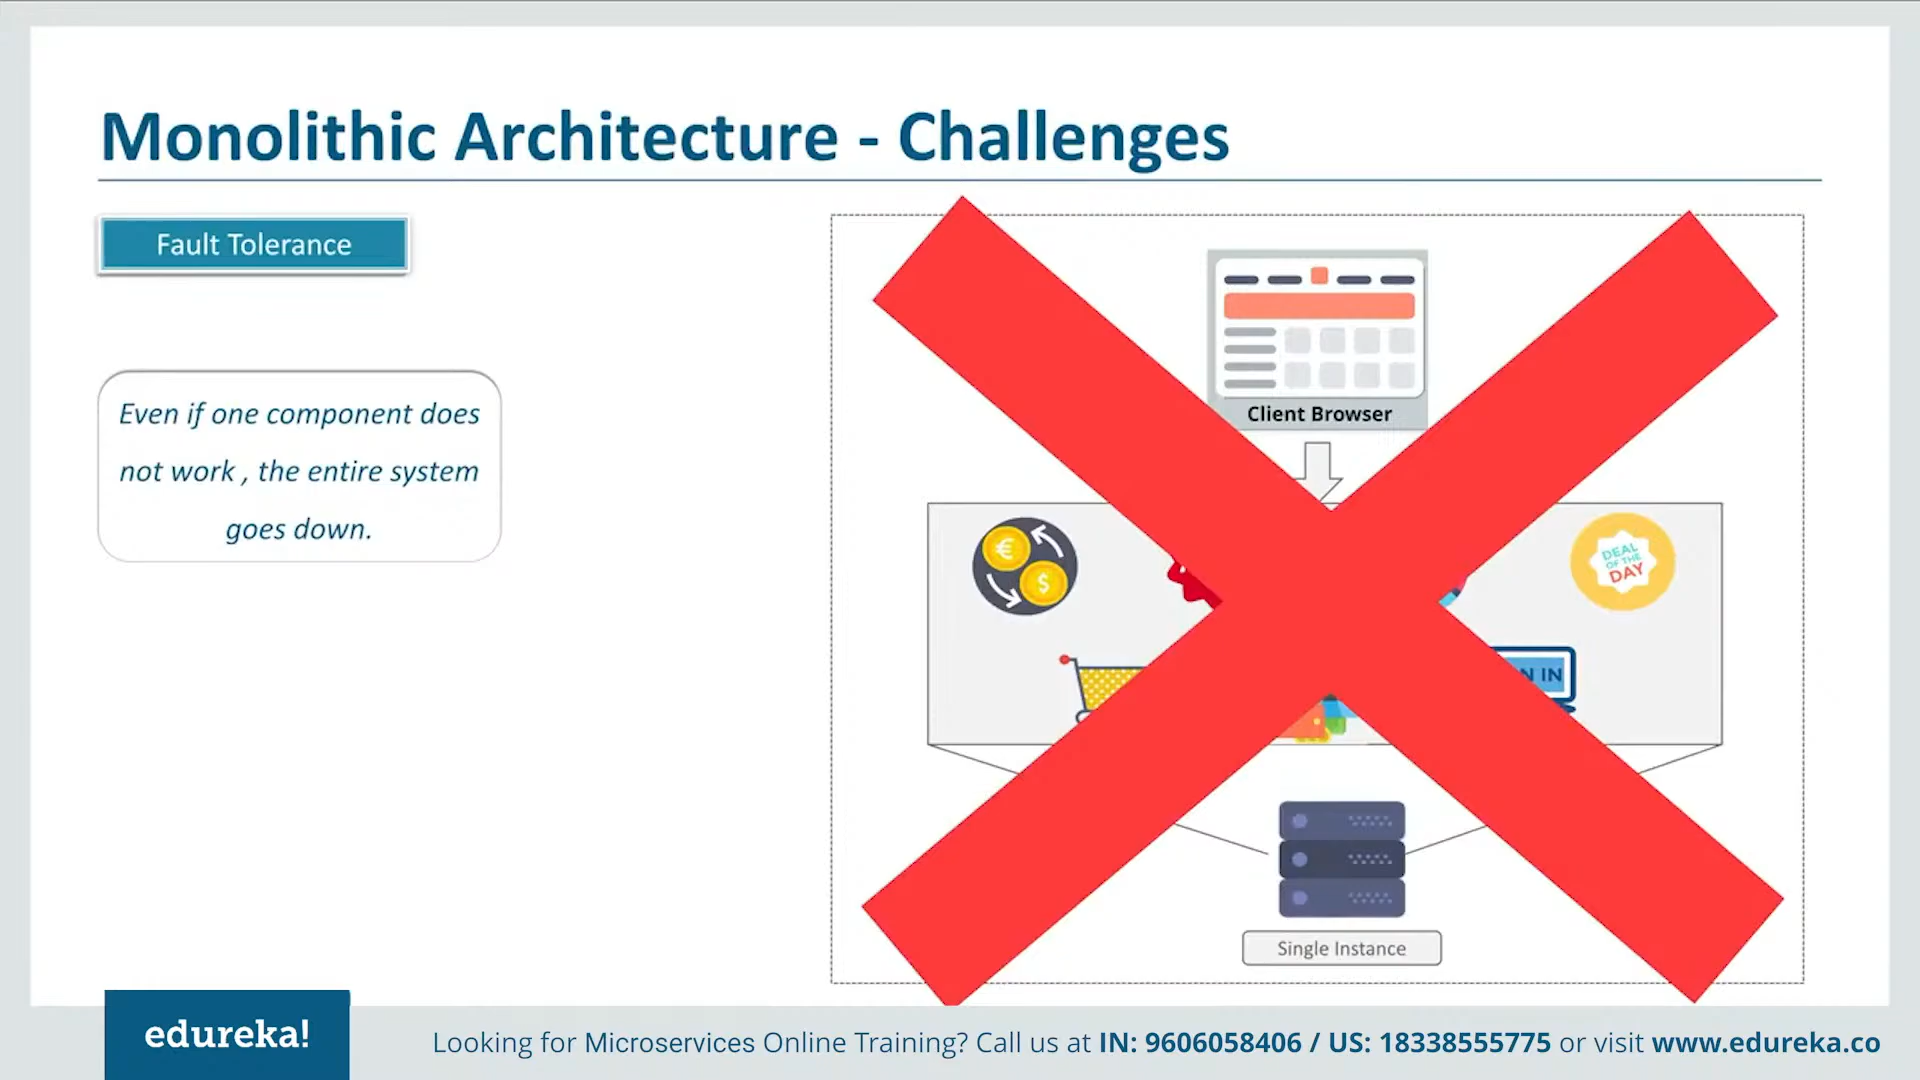 Monolithic Architecture - Challenges
Fault Tolerance
Even if one component does
not work , the entire system
goes down.
Client Browser
€
$
DEAL
OF THE
DAY
N IN
Single Instance
edureka!
Looking for Microservices Online Training? Call us at IN: 9606058406 / US: 18338555775 or visit www.edureka.co